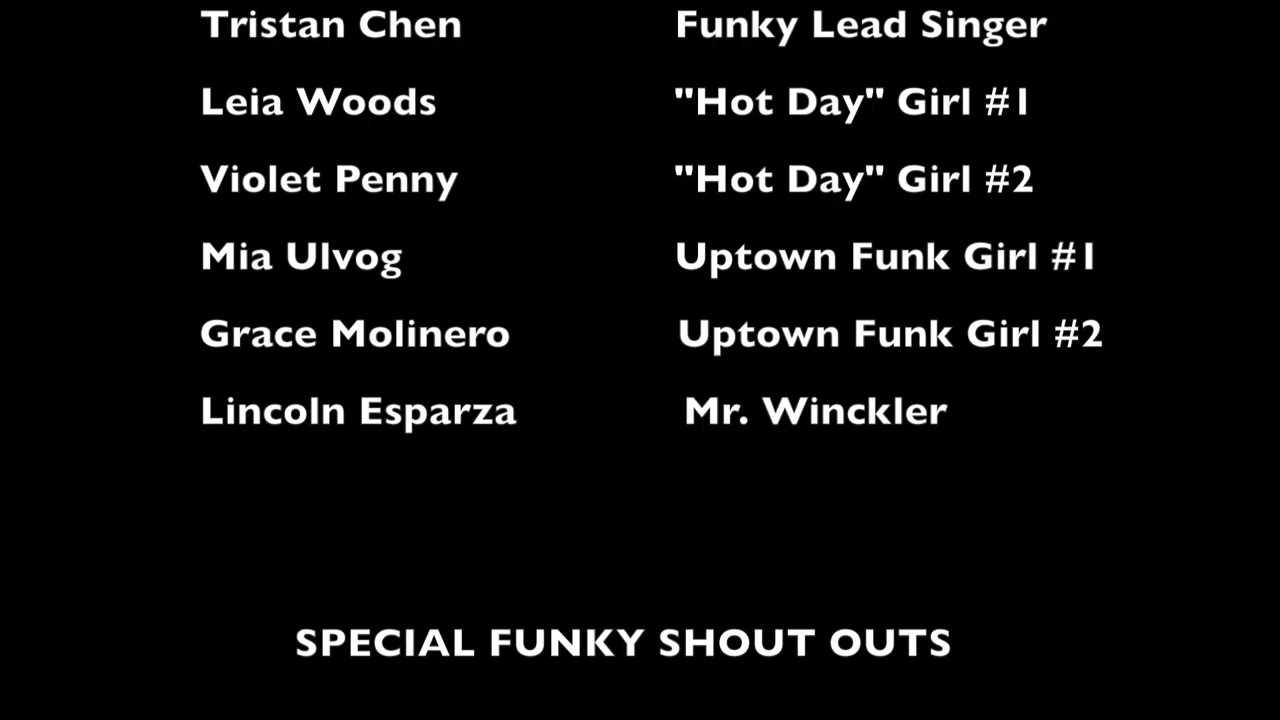 Tristan Chen Funky Lead Singer
Leia Woods "Hot Day" Girl #1
Violet Penny "Hot Day" Girl #2
Mia Ulvog Uptown Funk Girl #1
Grace Molinero Uptown Funk Girl #2
Lincoln Esparza Mr. Winckler
SPECIAL FUNKY SHOUT OUTS